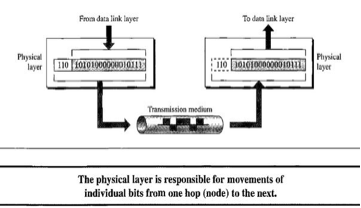 From data link layer
To data link layer
Physical
layer
110
10101000000010111
110
10101000000010111
Physical
layer
Transmission medium
The physical layer is responsible for movements of
individual bits from one hop (node) to the next.